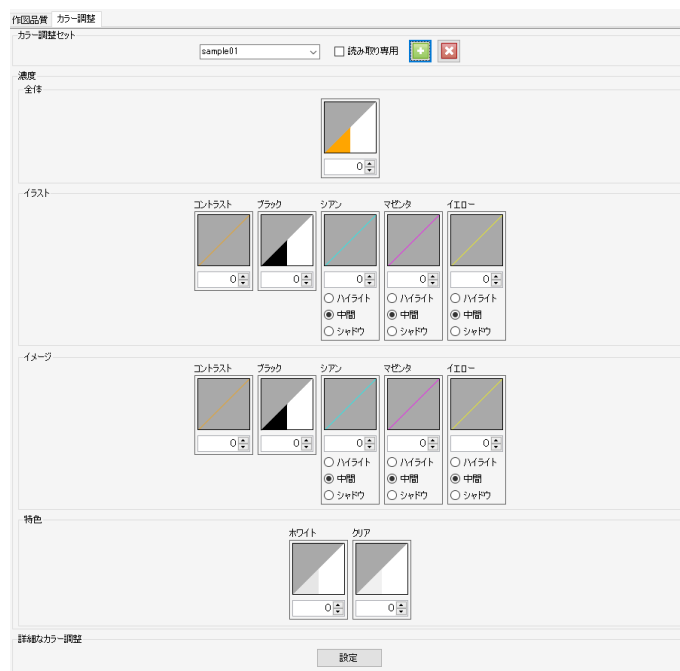 作図品質 カラー調整
カラー調整セット
sample01 読み取り専用
濃度
全体
0
イラスト
コントラスト ブラック シアン マゼンタ イエロー
0 0 0 0 0
ハイライト ハイライト ハイライト
中間 中間 中間
シャドウ シャドウ シャドウ
イメージ
コントラスト ブラック シアン マゼンタ イエロー
0 0 0 0 0
ハイライト ハイライト ハイライト
中間 中間 中間
シャドウ シャドウ シャドウ
特色
ホワイト クリア
0 0
詳細なカラー調整
設定